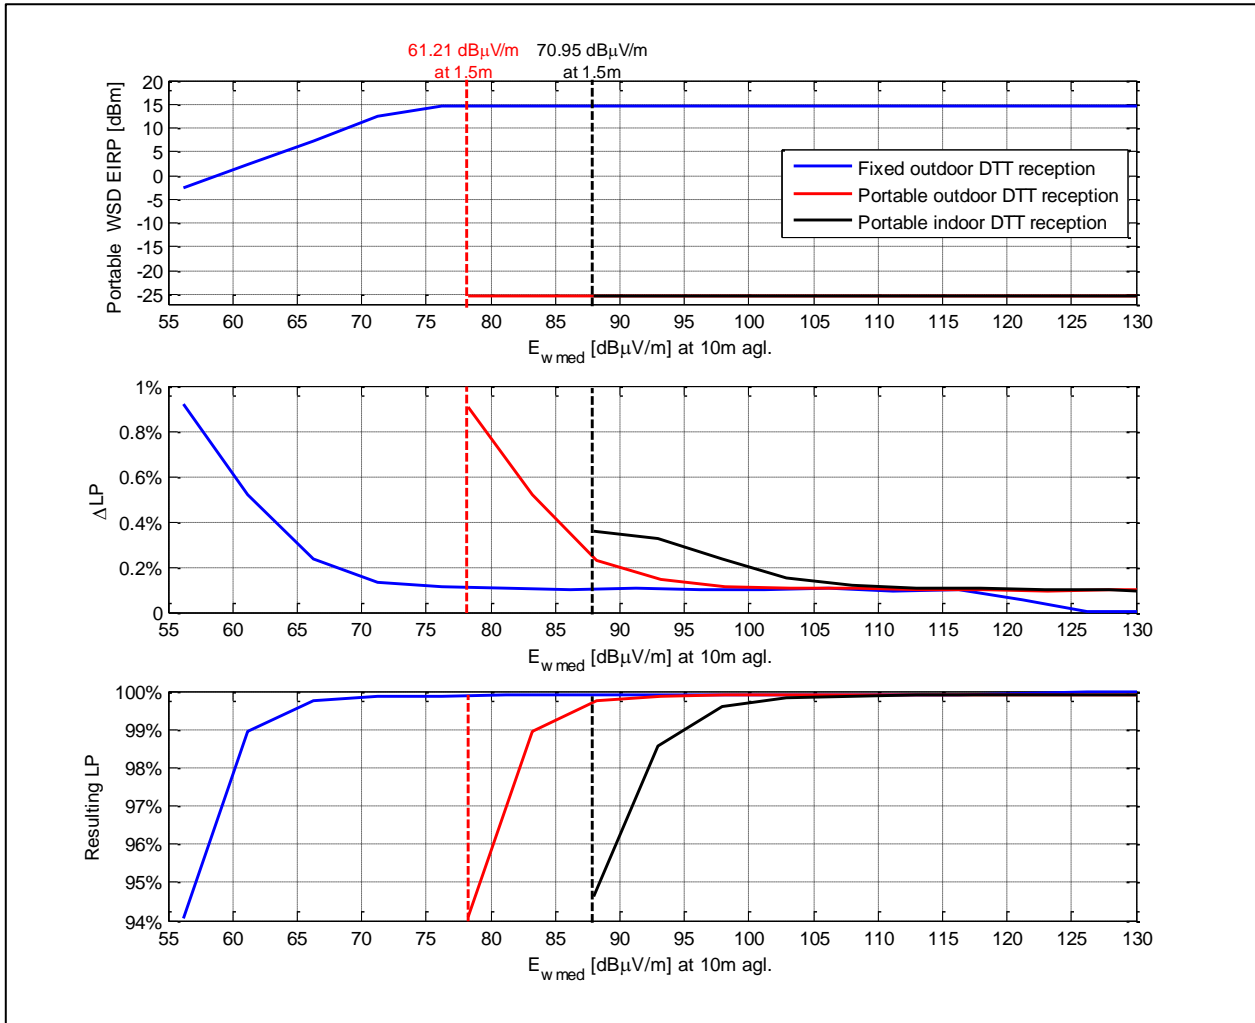 61.21 dBμV/m
at 1.5m
70.95 dBμV/m
at 1.5m
Portable WSD EIRP [dBm]
20
15
10
5
0
-5
-10
-15
-20
-25
Fixed outdoor DTT reception
Portable outdoor DTT reception
Portable indoor DTT reception
55 60 65 70 75 80 85 90 95 100 105 110 115 120 125 130
E w med [dBμV/m] at 10m agl.
ΔLP
1%
0.8%
0.6%
0.4%
0.2%
0
55 60 65 70 75 80 85 90 95 100 105 110 115 120 125 130
E w med [dBμV/m] at 10m agl.
Resulting LP
100%
99%
98%
97%
96%
95%
94%
55 60 65 70 75 80 85 90 95 100 105 110 115 120 125 130
E w med [dBμV/m] at 10m agl.